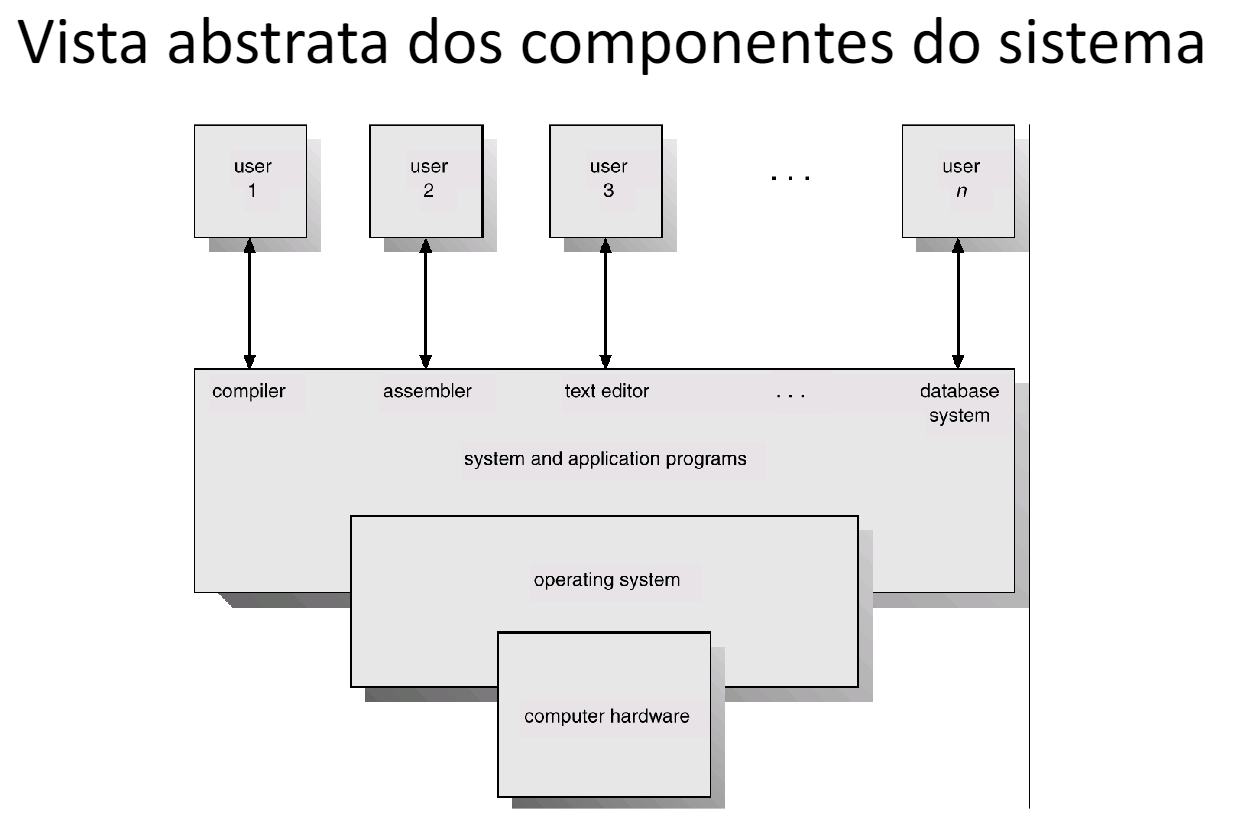 Vista abstrata dos componentes do sistema
user
1
user
2
user
3
. . .
user
n
compiler
assembler
text editor
. . .
database
system
system and application programs
operating system
computer hardware